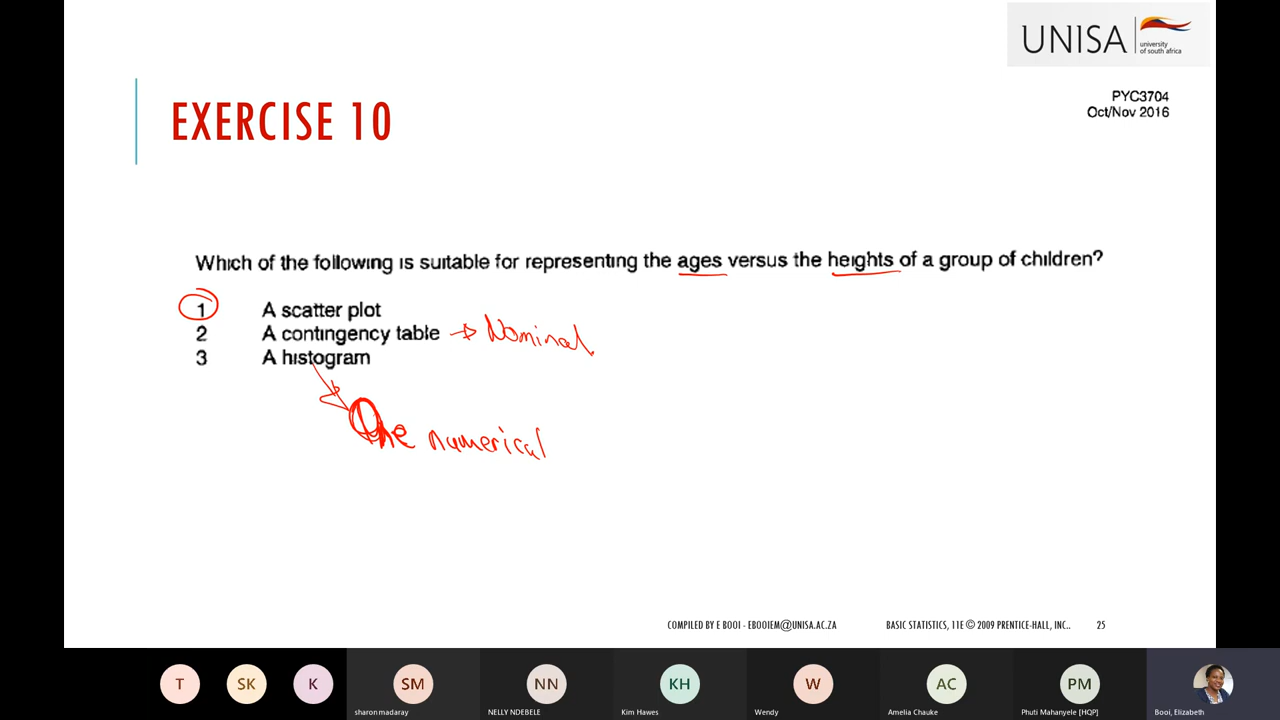 UNISA
university
of south africa
PYC3704
Oct/Nov 2016
EXERCISE 10
Which of the following is suitable for representing the ages versus the heights of a group of children?
1 A scatter plot
2 A contingency table → Nominal
3 A histogram
One numerical
COMPILED BY E BOOI - EBOOIEM@UNISA.AC.ZA BASIC STATISTICS, 11E © 2009 PRENTICE-HALL, INC.. 25
T SK K SM NN KH W AC PM
sharon madaray NELLY NDEBELE Kim Hawes Wendy Amelia Chauke Phuti Mahanyele [HQP] Booi, Elizabeth